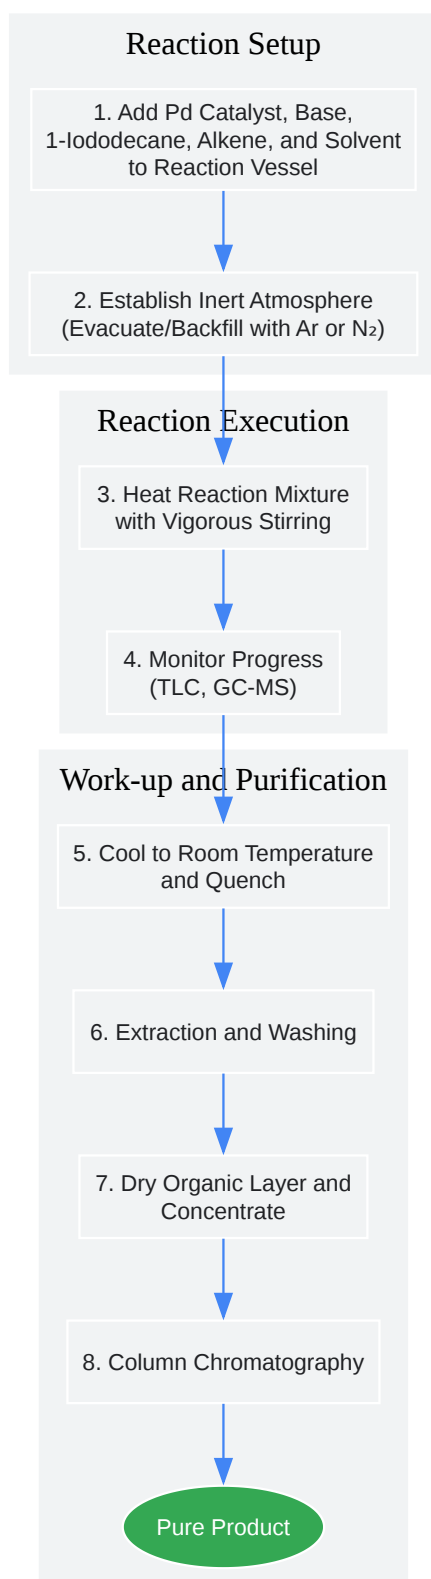 Reaction Setup
1. Add Pd Catalyst, Base,
1-Iododecane, Alkene, and Solvent
to Reaction Vessel
2. Establish Inert Atmosphere
(Evacuate/Backfill with Ar or N₂)
Reaction Execution
3. Heat Reaction Mixture
with Vigorous Stirring
4. Monitor Progress
(TLC, GC-MS)
Work-up and Purification
5. Cool to Room Temperature
and Quench
6. Extraction and Washing
7. Dry Organic Layer and
Concentrate
8. Column Chromatography
Pure Product